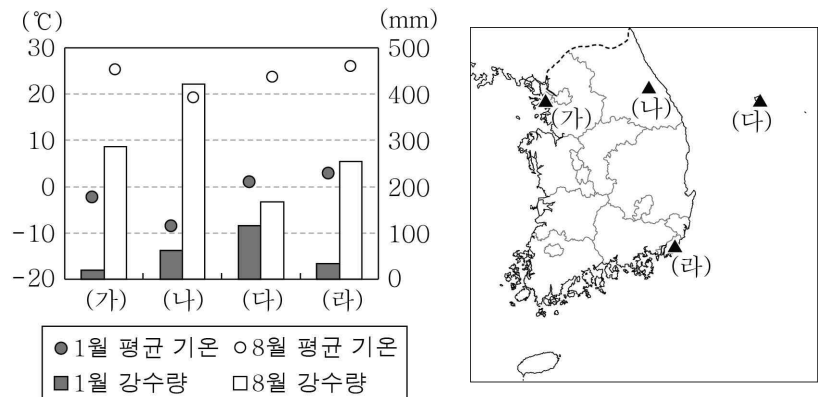 (℃)
(mm)
30
20
10
0
-10
-20
500
400
300
200
100
0
(가)
(나)
(다)
(라)
1월 평균 기온
8월 평균 기온
1월 강수량
8월 강수량
(가)
(나)
(다)
(라)